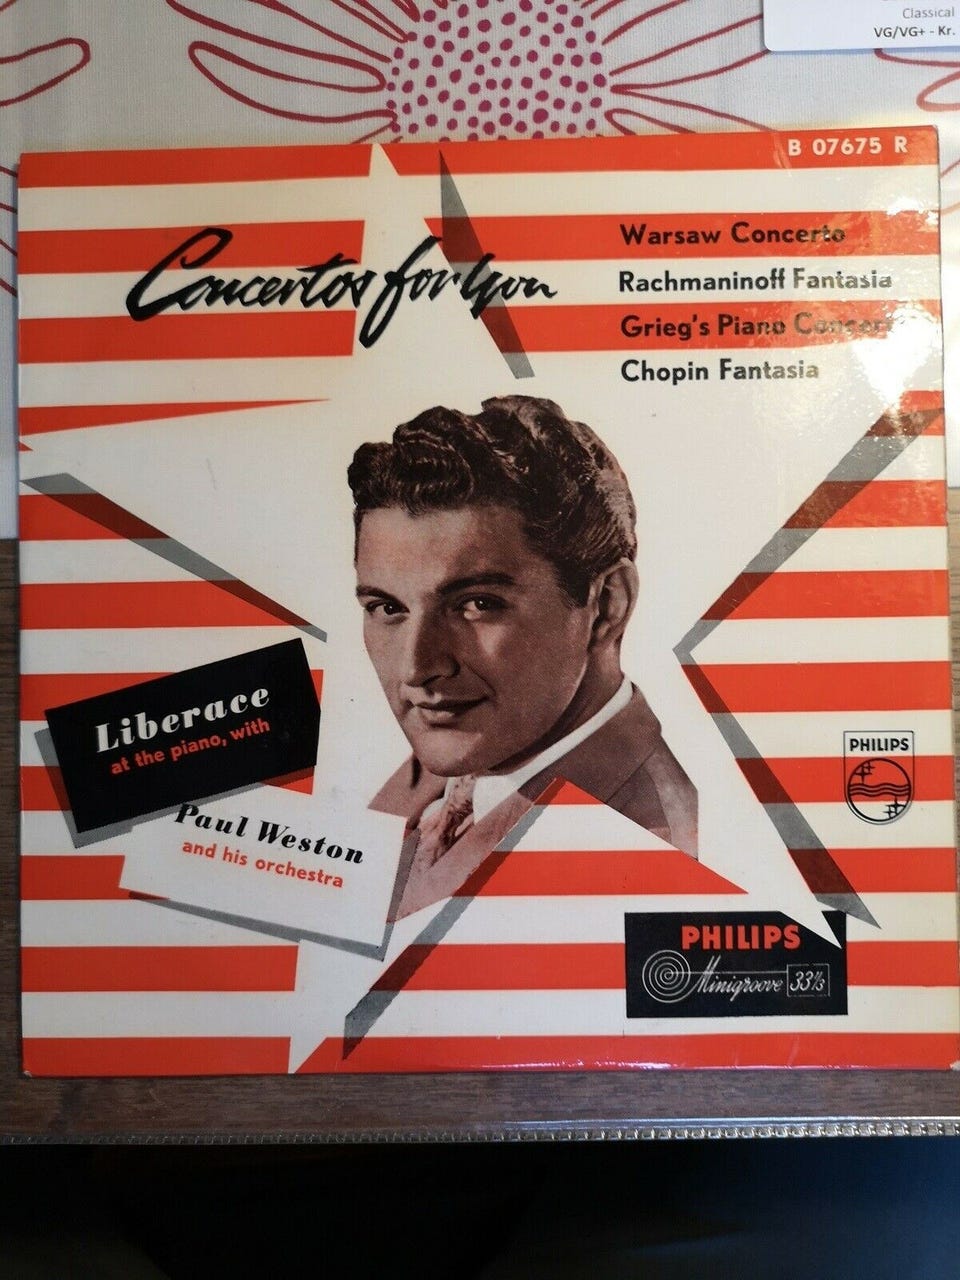 Classical
VG/VG+ - Kr.
B 07675 R
Concertos for You
Warsaw Concerto
Rachmaninoff Fantasia
Grieg's Piano Concert
Chopin Fantasia
Liberace
at the piano, with
Paul Weston
and his orchestra
PHILIPS
PHILIPS
Minigroove 33⅓